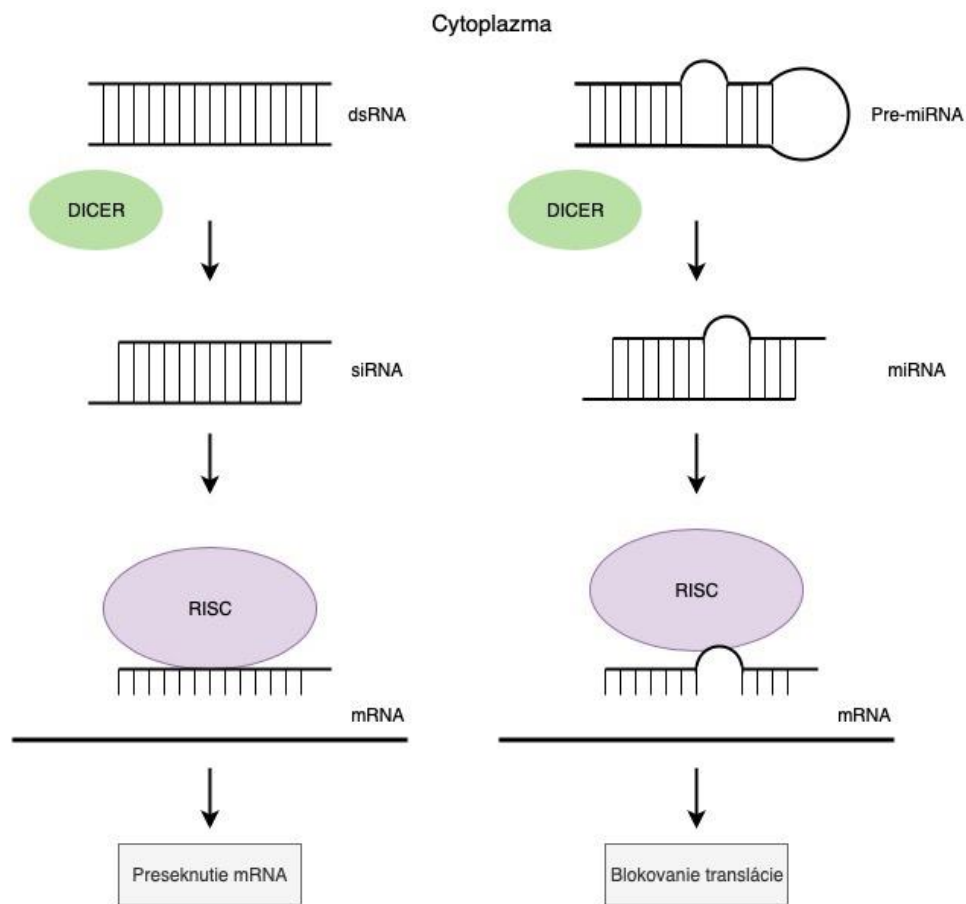 Cytoplazma
dsRNA
Pre-miRNA
DICER
DICER
siRNA
miRNA
RISC
RISC
mRNA
mRNA
Preseknutie mRNA
Blokovanie translácie